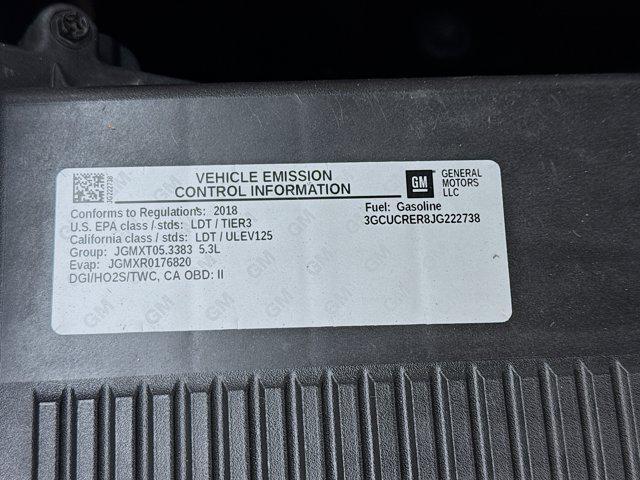 VEHICLE EMISSION
CONTROL INFORMATION
JG222738
GM
GENERAL
MOTORS
LLC
Conforms to Regulations: 2018
U.S. EPA class / stds: LDT / TIER3
California class / stds: LDT / ULEV125
Group: JGMXT05.3383 5.3L
Evap: JGMXR0176820
DGI/HO2S/TWC, CA OBD: II
Fuel: Gasoline
3GCUCRER8JG222738